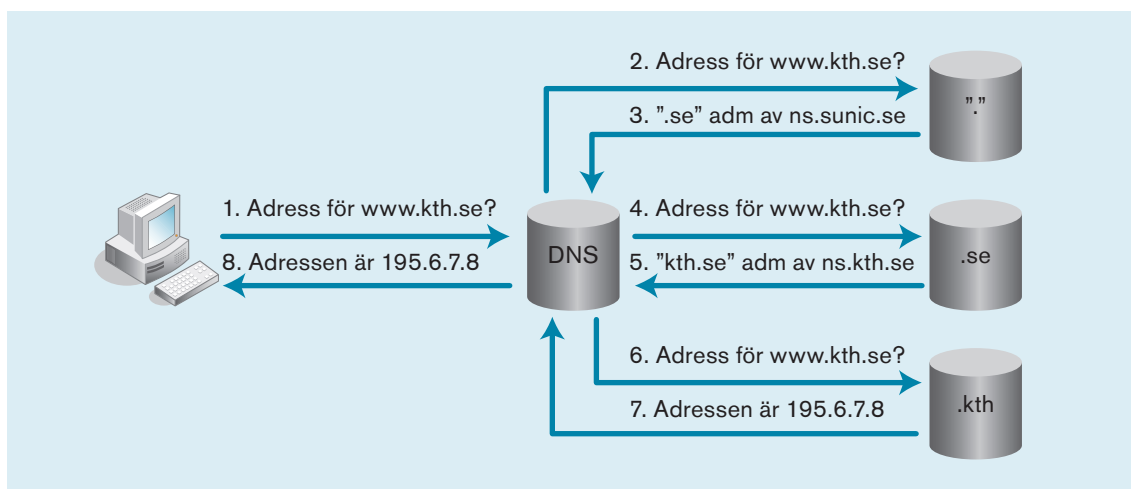 2. Adress för www.kth.se?
"."
3. ”.se” adm av ns.sunic.se
1. Adress för www.kth.se?
8. Adressen är 195.6.7.8
DNS
4. Adress för www.kth.se?
5. ”kth.se” adm av ns.kth.se
.se
6. Adress för www.kth.se?
7. Adressen är 195.6.7.8
.kth